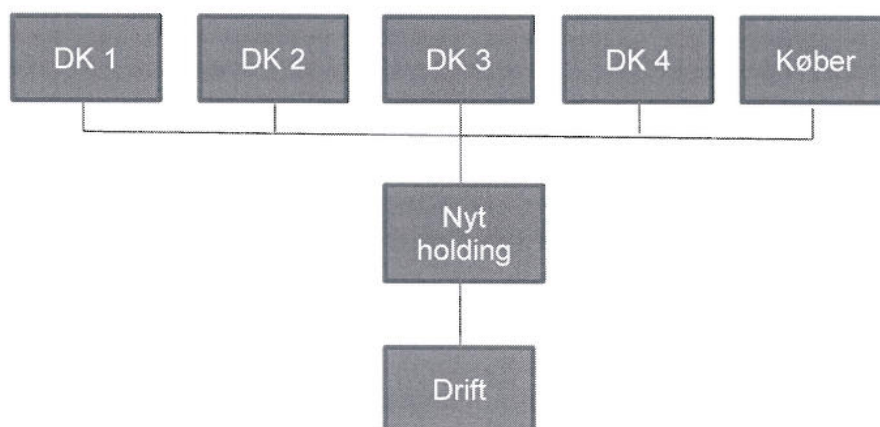 DK 1
DK 2
DK 3
DK 4
Køber
Nyt
holding
Drift